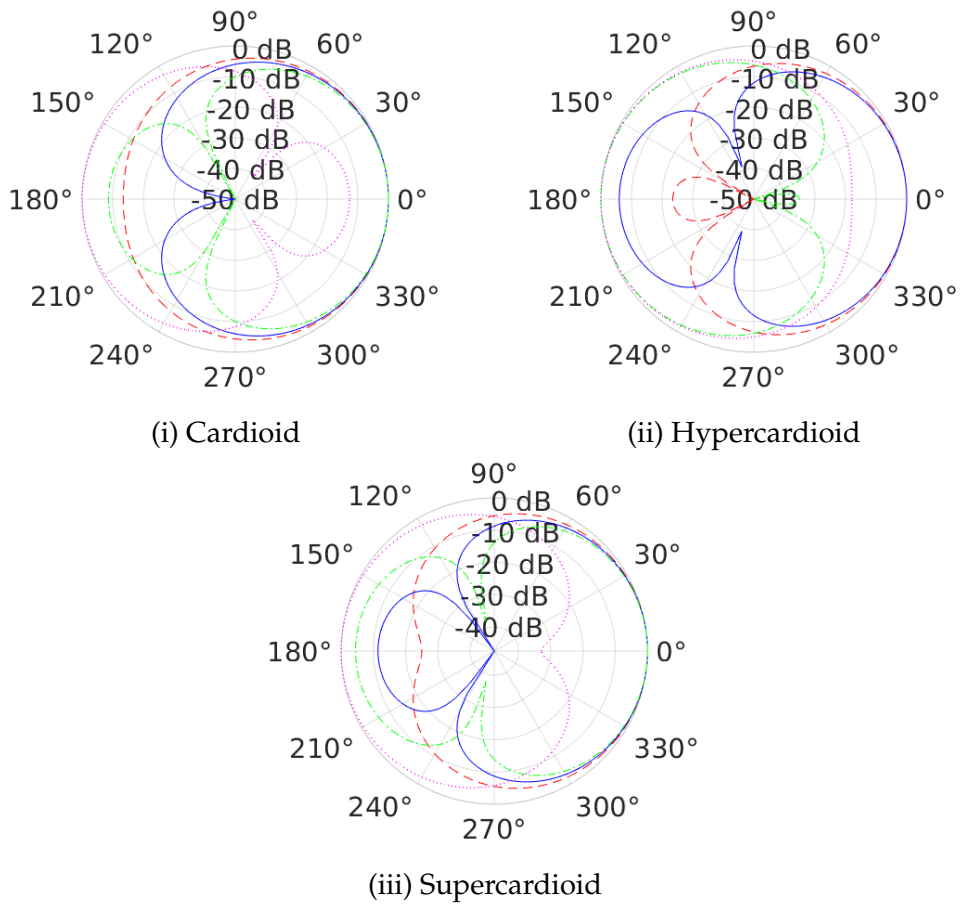 90°
120° 0 dB 60°
-10 dB
150° -20 dB 30°
-30 dB
-40 dB
180° -50 dB 0°
210° 330°
240° 300°
270°
(i) Cardioid
90°
120° 0 dB 60°
-10 dB
150° -20 dB 30°
-30 dB
-40 dB
180° -50 dB 0°
210° 330°
240° 300°
270°
(ii) Hypercardioid
90°
120° 0 dB 60°
-10 dB
150° -20 dB 30°
-30 dB
-40 dB
180° 0°
210° 330°
240° 300°
270°
(iii) Supercardioid